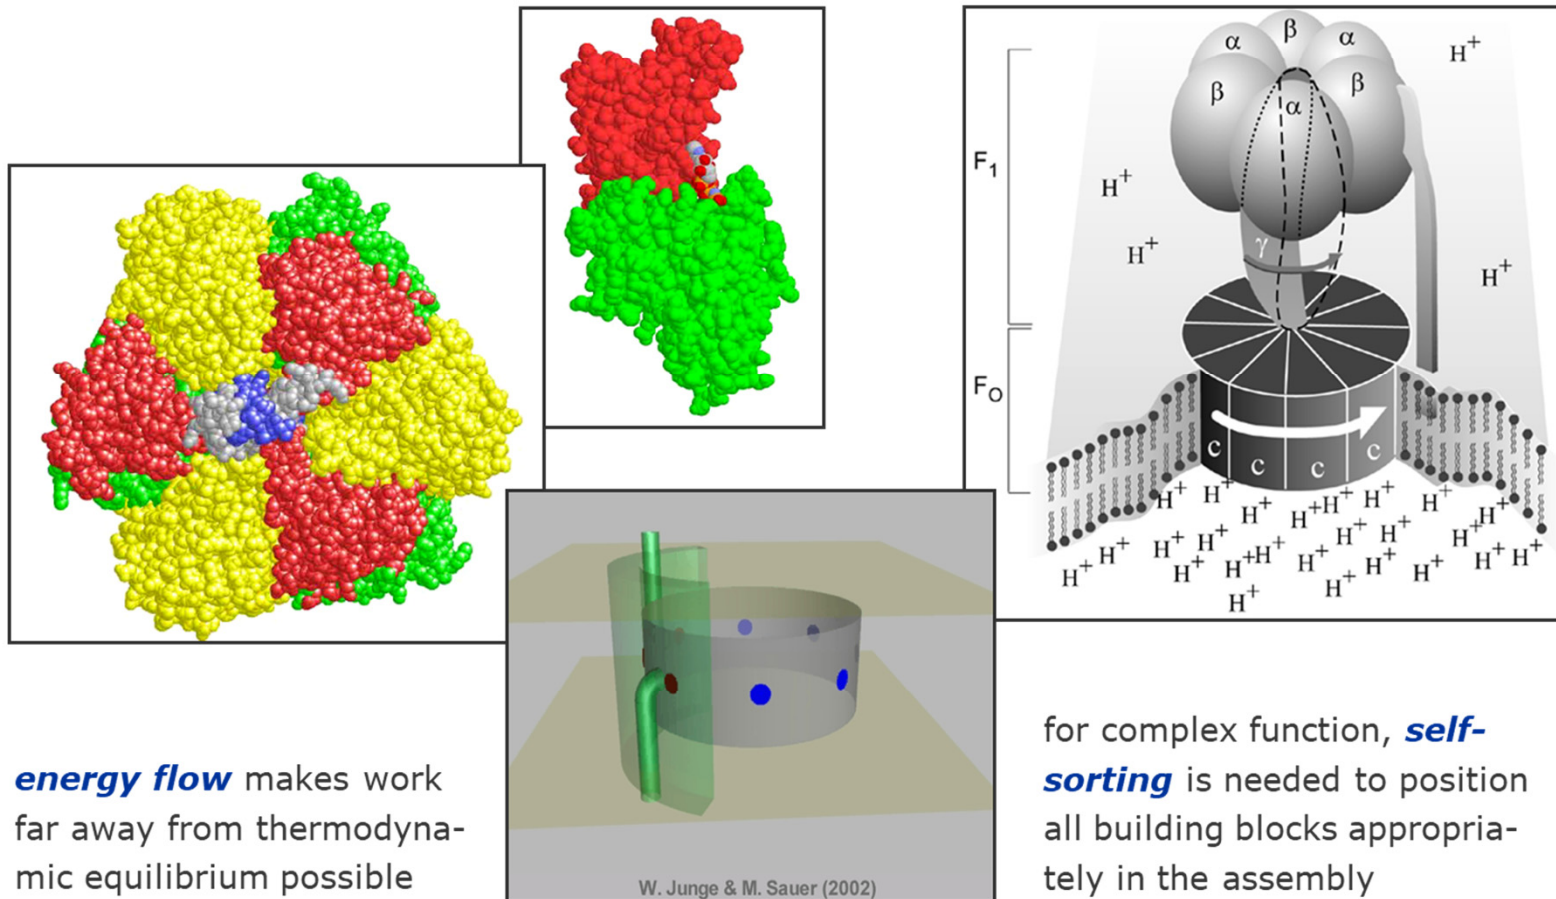 β
α α
H⁺
β β
α
F₁
H⁺
γ
H⁺
H⁺
Fₒ
c c c c
H⁺ H⁺ H⁺ H⁺ H⁺
H⁺ H⁺ H⁺
H⁺ H⁺ H⁺
H⁺ H⁺ H⁺ H⁺ H⁺ H⁺
H⁺ H⁺ H⁺ H⁺ H⁺
H⁺
H⁺
energy flow makes work
far away from thermodyna-
mic equilibrium possible
W. Junge & M. Sauer (2002)
for complex function, self-
sorting is needed to position
all building blocks appropria-
tely in the assembly